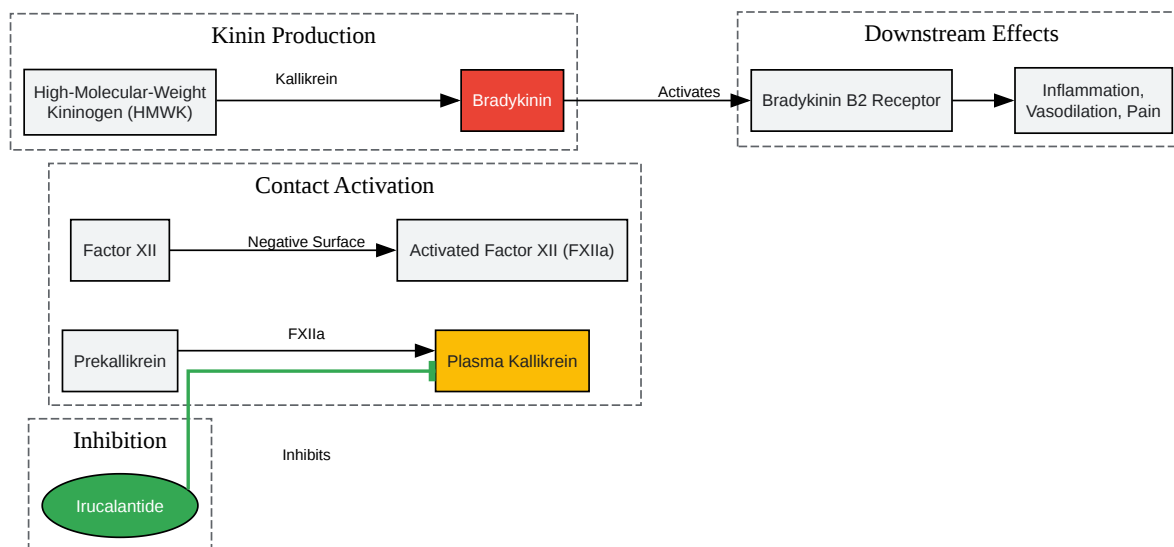 Kinin Production
High-Molecular-Weight
Kininogen (HMWK)
Kallikrein
Bradykinin
Activates
Downstream Effects
Bradykinin B2 Receptor
Inflammation,
Vasodilation, Pain
Contact Activation
Factor XII
Negative Surface
Activated Factor XII (FXIIa)
Prekallikrein
FXIIa
Plasma Kallikrein
Inhibition
Irucalantide
Inhibits